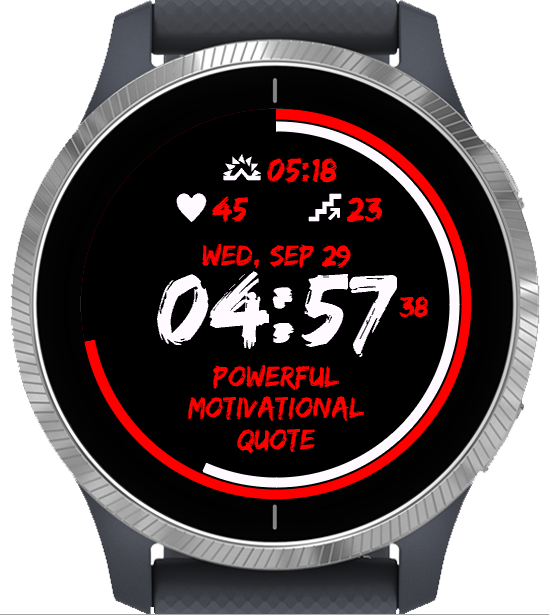 05:18
45 23
WED, SEP 29
04:57 38
POWERFUL
MOTIVATIONAL
QUOTE